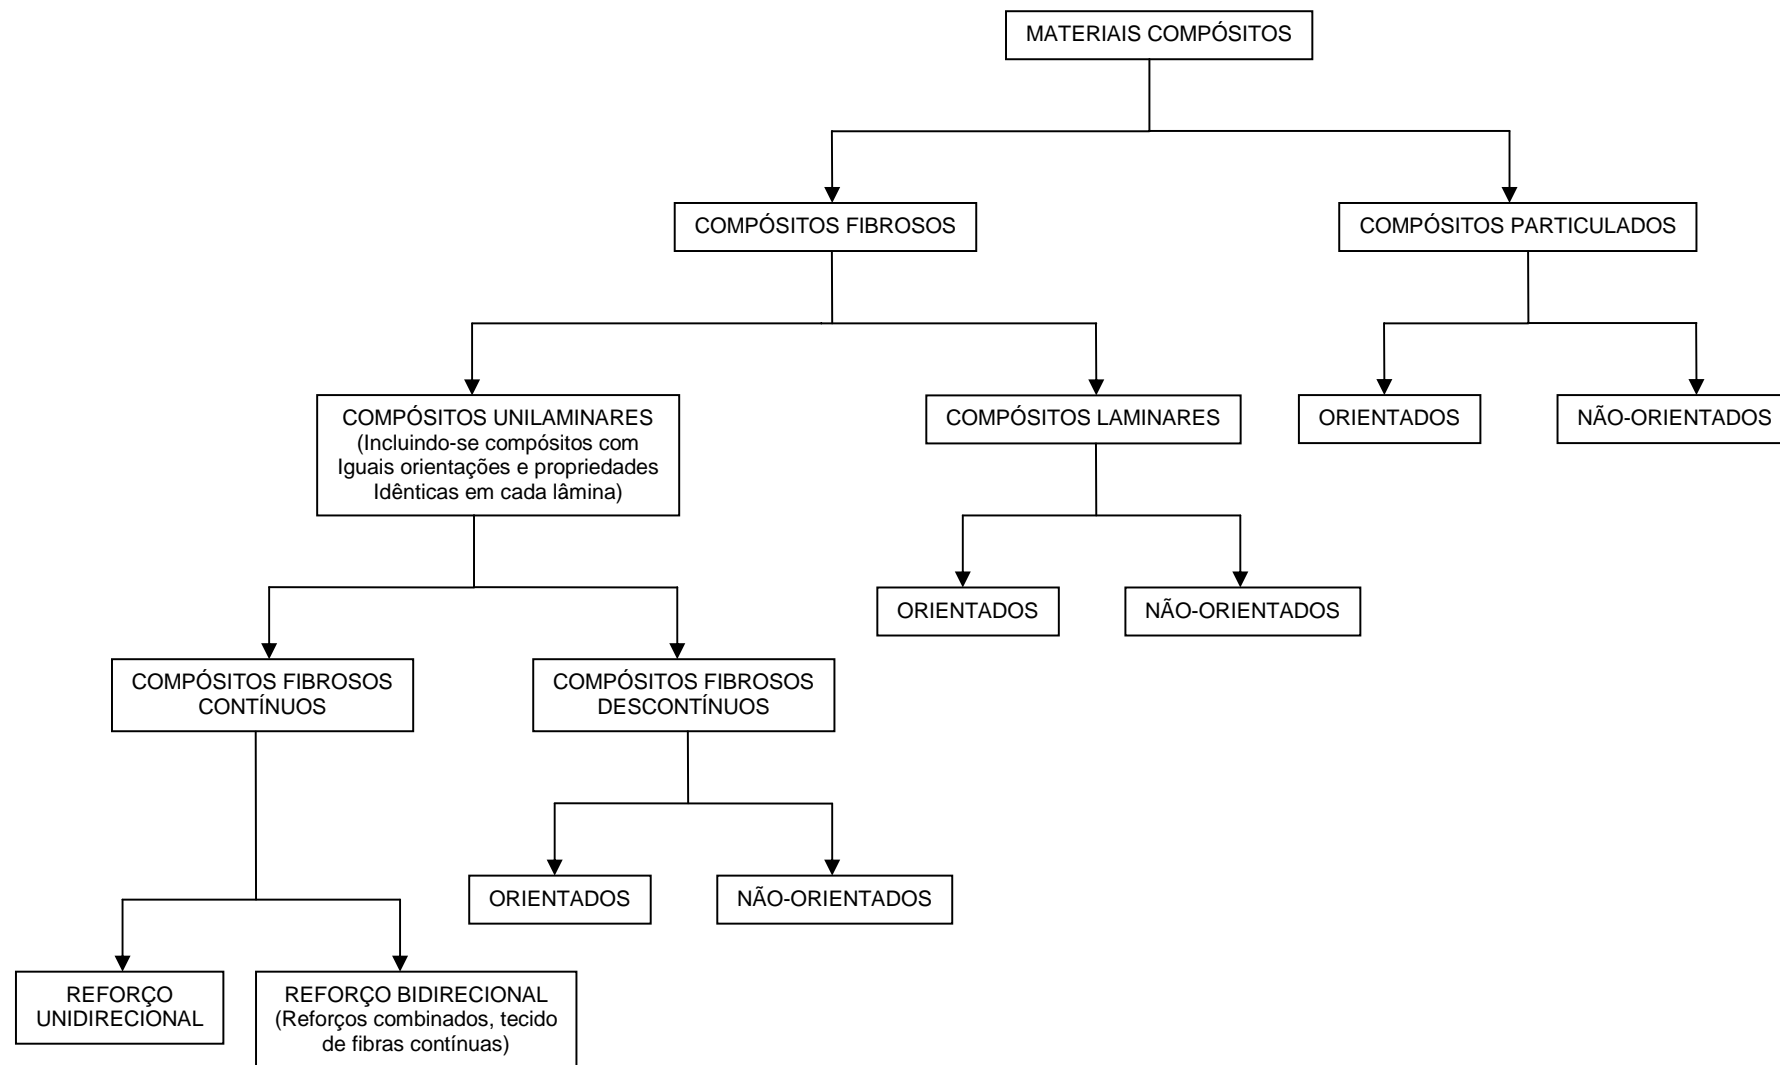 MATERIAIS COMPÓSITOS
COMPÓSITOS FIBROSOS
COMPÓSITOS PARTICULADOS
COMPÓSITOS UNILAMINARES
(Incluindo-se compósitos com
Iguais orientações e propriedades
Idênticas em cada lâmina)
COMPÓSITOS LAMINARES
ORIENTADOS
NÃO-ORIENTADOS
ORIENTADOS
NÃO-ORIENTADOS
COMPÓSITOS FIBROSOS
CONTÍNUOS
COMPÓSITOS FIBROSOS
DESCONTÍNUOS
ORIENTADOS
NÃO-ORIENTADOS
REFORÇO
UNIDIRECIONAL
REFORÇO BIDIRECIONAL
(Reforços combinados, tecido
de fibras contínuas)